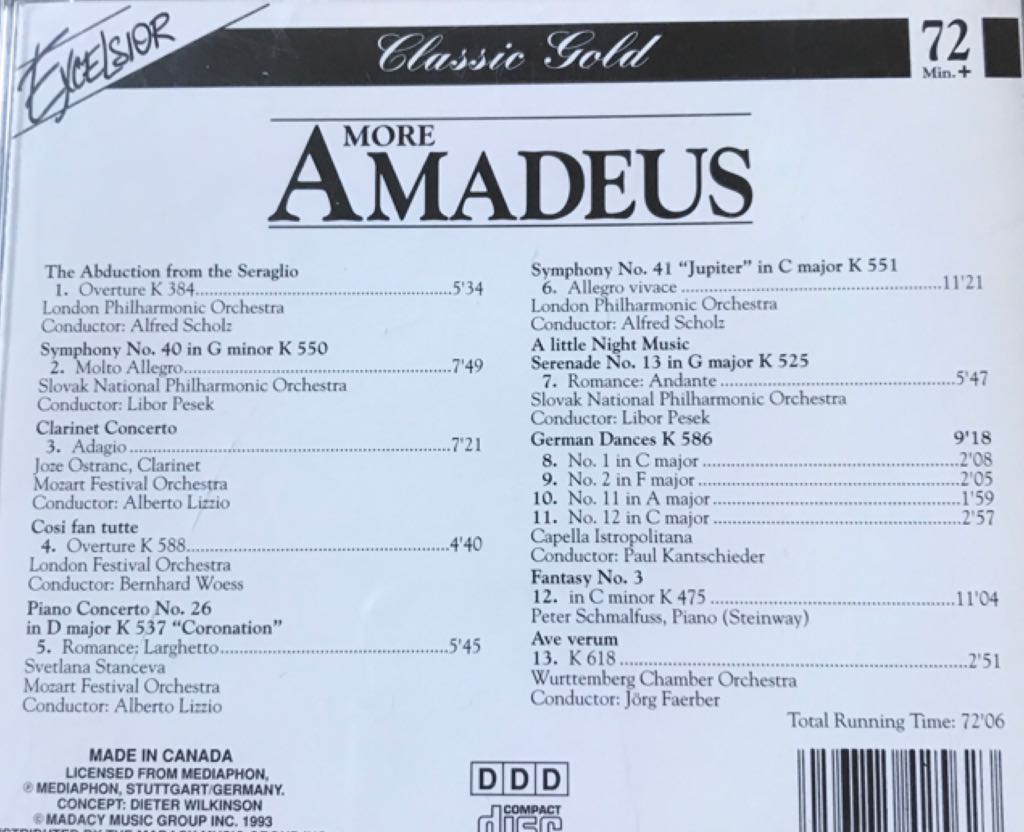 EXCELSIOR
Classic Gold
72
Min.+
MORE
AMADEUS
The Abduction from the Seraglio
1. Overture K 384..........5'34
London Philharmonic Orchestra
Conductor: Alfred Scholz
Symphony No. 40 in G minor K 550
2. Molto Allegro..........7'49
Slovak National Philharmonic Orchestra
Conductor: Libor Pesek
Clarinet Concerto
3. Adagio..........7'21
Joze Ostranc, Clarinet
Mozart Festival Orchestra
Conductor: Alberto Lizzio
Cosi fan tutte
4. Overture K 588..........4'40
London Festival Orchestra
Conductor: Bernhard Woess
Piano Concerto No. 26
in D major K 537 "Coronation"
5. Romance: Larghetto..........5'45
Svetlana Stanceva
Mozart Festival Orchestra
Conductor: Alberto Lizzio
Symphony No. 41 "Jupiter" in C major K 551
6. Allegro vivace..........11'21
London Philharmonic Orchestra
Conductor: Alfred Scholz
A little Night Music
Serenade No. 13 in G major K 525
7. Romance: Andante..........5'47
Slovak National Philharmonic Orchestra
Conductor: Libor Pesek
German Dances K 586 9'18
8. No. 1 in C major..........2'08
9. No. 2 in F major..........2'05
10. No. 11 in A major..........1'59
11. No. 12 in C major..........2'57
Capella Istropolitana
Conductor: Paul Kantschieder
Fantasy No. 3
12. in C minor K 475..........11'04
Peter Schmalfuss, Piano (Steinway)
Ave verum
13. K 618..........2'51
Wurttemberg Chamber Orchestra
Conductor: Jörg Faerber
Total Running Time: 72'06
MADE IN CANADA
LICENSED FROM MEDIAPHON,
℗ MEDIAPHON, STUTTGART/GERMANY.
CONCEPT: DIETER WILKINSON
© MADACY MUSIC GROUP INC. 1993
DDD
COMPACT
disc